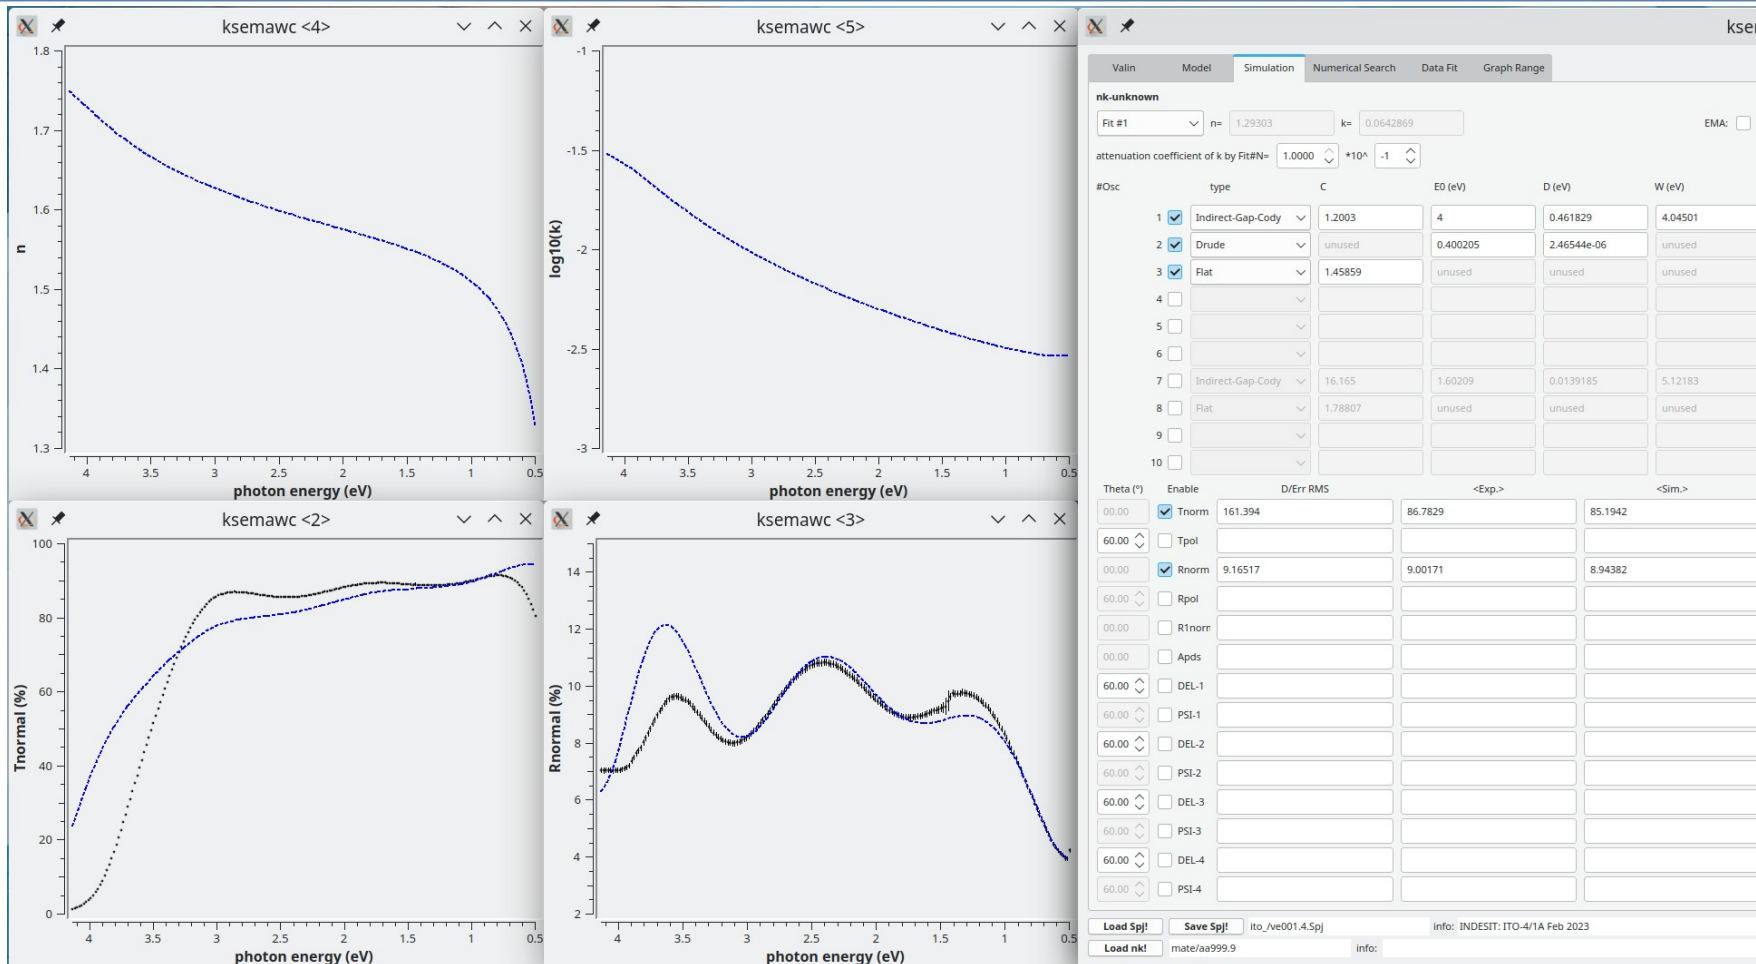 ksemawc <4>
1.8
1.7
1.6
1.5
1.4
1.3
n
4 3.5 3 2.5 2 1.5 1 0.5
photon energy (eV)
ksemawc <5>
-1
-1.5
-2
-2.5
-3
log10(k)
4 3.5 3 2.5 2 1.5 1 0.5
photon energy (eV)
ksemawc <2>
100
80
60
40
20
0
Tnormal (%)
4 3.5 3 2.5 2 1.5 1 0.5
photon energy (eV)
ksemawc <3>
14
12
10
8
6
4
2
Rnormal (%)
4 3.5 3 2.5 2 1.5 1 0.5
photon energy (eV)
Valin Model Simulation Numerical Search Data Fit Graph Range
nk-unknown
Fit #1 n= 1.29303 k= 0.0642869 EMA:
attenuation coefficient of k by Fit#N= 1.0000 *10^ -1
#Osc type C E0 (eV) D (eV) W (eV)
1 Indirect-Gap-Cody 1.2003 4 0.461829 4.04501
2 Drude unused 0.400205 2.46544e-06 unused
3 Flat 1.45859 unused unused unused
4
5
6
7 Indirect-Gap-Cody 16.165 1.60209 0.0139185 5.12183
8 Flat 1.78807 unused unused unused
9
10
Theta (°) Enable D/Err RMS <Exp.> <Sim.>
00.00 Tnorm 161.394 86.7829 85.1942
60.00 Tpol
00.00 Rnorm 9.16517 9.00171 8.94382
60.00 Rpol
00.00 R1norm
00.00 Apds
60.00 DEL-1
60.00 PSI-1
60.00 DEL-2
60.00 PSI-2
60.00 DEL-3
60.00 PSI-3
60.00 DEL-4
60.00 PSI-4
Load Spj! Save Spj! ito_/ve001.4.Spj info: INDESIT: ITO-4/1A Feb 2023
Load nk! mate/aa999.9 info: